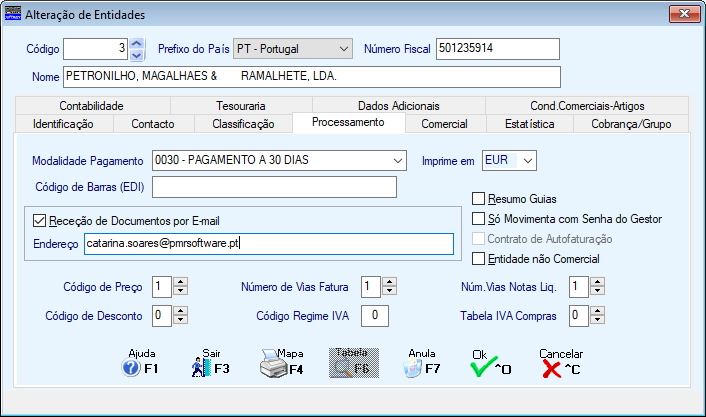 Alteração de Entidades
Código 3 Prefixo do País PT - Portugal Número Fiscal 501235914
Nome PETRONILHO, MAGALHAES & RAMALHETE, LDA.
Contabilidade Tesouraria Dados Adicionais Cond.Comerciais-Artigos
Identificação Contacto Classificação Processamento Comercial Estatística Cobrança/Grupo
Modalidade Pagamento 0030 - PAGAMENTO A 30 DIAS Imprime em EUR
Código de Barras (EDI)
Resumo Guias
Receção de Documentos por E-mail
Só Movimenta com Senha do Gestor
Endereço catarina.soares@pmrsoftware.pt
Contrato de Autofaturação
Entidade não Comercial
Código de Preço 1 Número de Vias Fatura 1 Núm.Vias Notas Liq. 1
Código de Desconto 0 Código Regime IVA 0 Tabela IVA Compras 0
Ajuda F1 Sair F3 Mapa F4 Tabela F6 Anula F7 Ok ^O Cancelar ^C